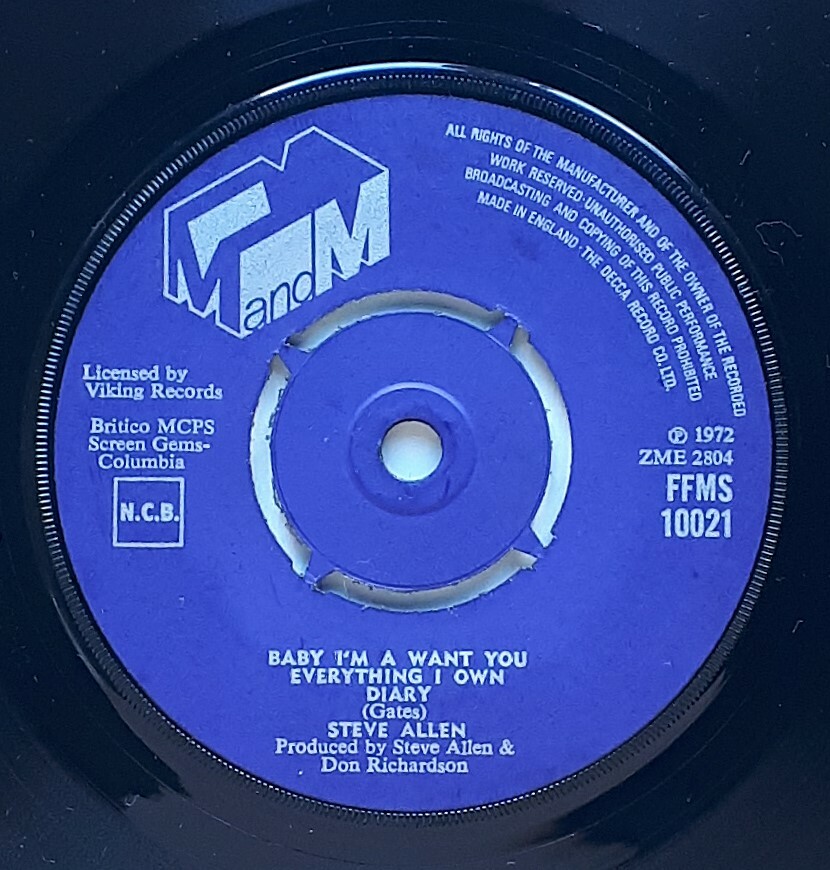 M and M
ALL RIGHTS OF THE MANUFACTURER AND OF THE OWNER OF THE RECORDED
WORK RESERVED·UNAUTHORISED PUBLIC PERFORMANCE
BROADCASTING AND COPYING OF THIS RECORD PROHIBITED
MADE IN ENGLAND·THE DECCA RECORD CO. LTD.
Licensed by
Viking Records
Britico MCPS
Screen Gems-
Columbia
N.C.B.
℗ 1972
ZME 2804
FFMS
10021
BABY I'M A WANT YOU
EVERYTHING I OWN
DIARY
(Gates)
STEVE ALLEN
Produced by Steve Allen &
Don Richardson